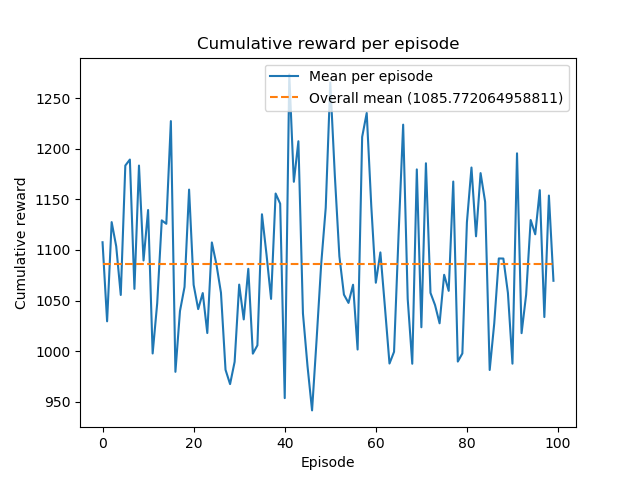 Cumulative reward per episode
Mean per episode
Overall mean (1085.772064958811)
Cumulative reward
1250
1200
1150
1100
1050
1000
950
0 20 40 60 80 100
Episode